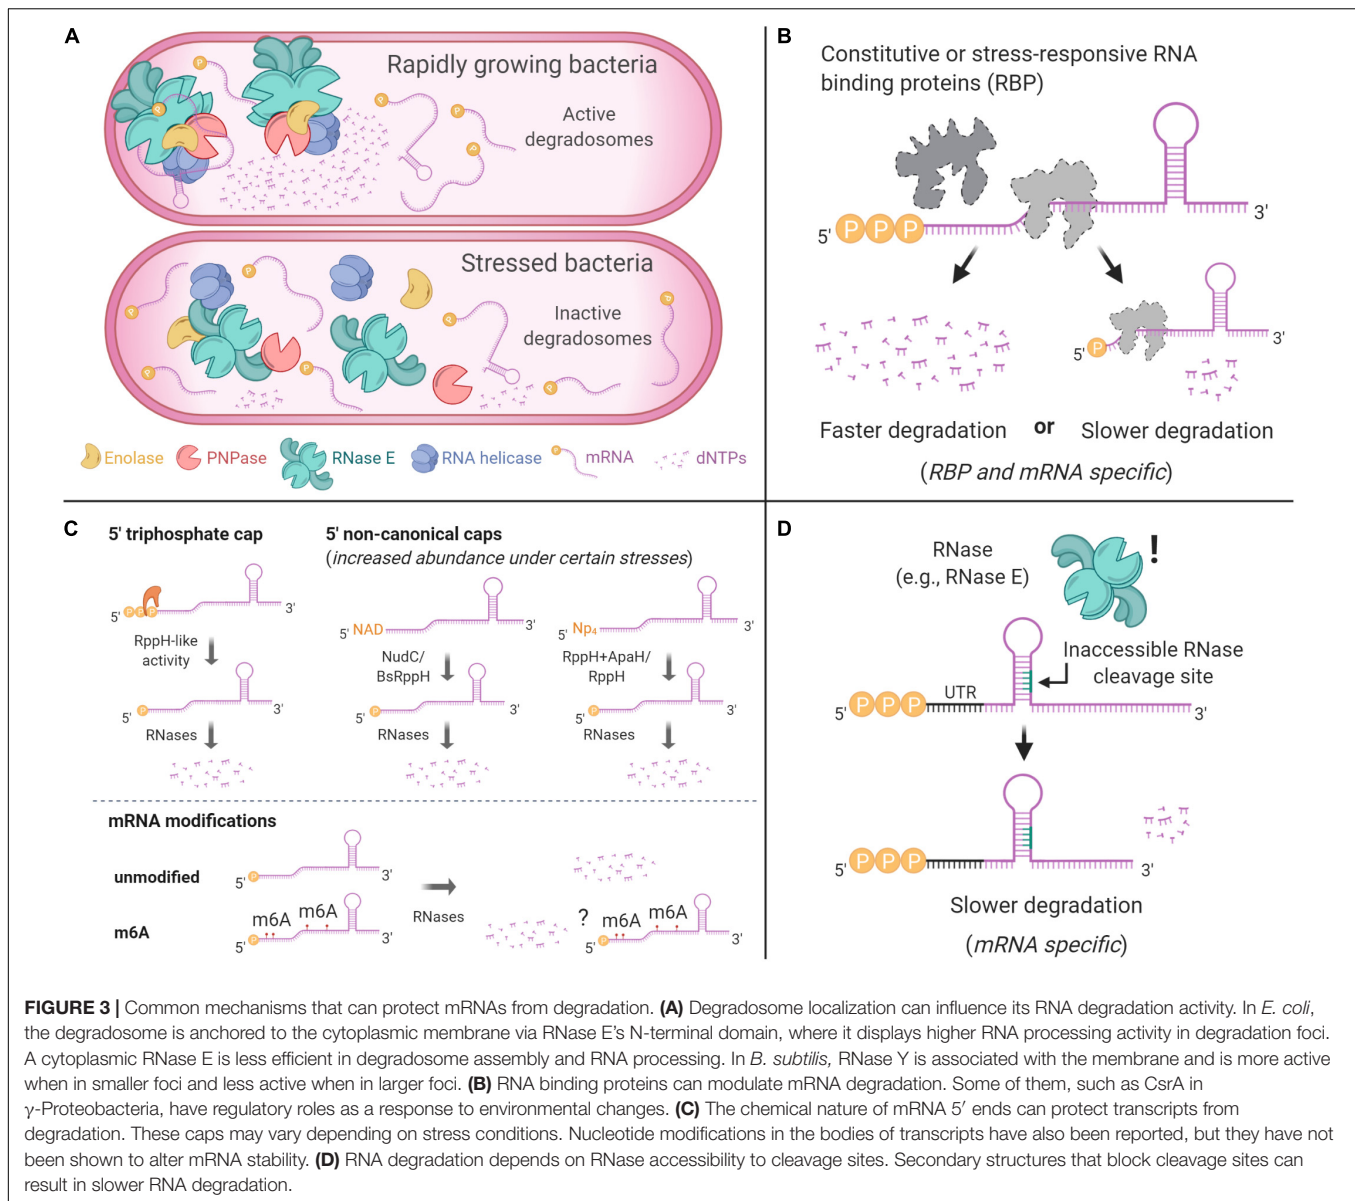 A
Rapidly growing bacteria
Active
degradosomes
P
P
P
P
P
Stressed bacteria
Inactive
degradosomes
P
P
P
P
P
P
P
Enolase
PNPase
RNase E
RNA helicase
P
mRNA
dNTPs
B
Constitutive or stress-responsive RNA
binding proteins (RBP)
5' P P P 3'
5' P 3'
Faster degradation or Slower degradation
(RBP and mRNA specific)
C
5' triphosphate cap
5' non-canonical caps
(increased abundance under certain stresses)
5' P P P 3'
5' NAD 3'
Np4 3'
5'
RppH-like
activity
NudC/
BsRppH
RppH+ApaH/
RppH
5' P 3'
5' P 3'
5' P 3'
RNases
RNases
RNases
mRNA modifications
unmodified
5' P 3'
RNases
m6A
m6A m6A
5' P 3'
?
m6A m6A
5' P 3'
D
RNase
(e.g., RNase E)
!
Inaccessible RNase
cleavage site
UTR
5' P P P 3'
5' P P P 3'
Slower degradation
(mRNA specific)
FIGURE 3 | Common mechanisms that can protect mRNAs from degradation. (A) Degradosome localization can influence its RNA degradation activity. In E. coli,
the degradosome is anchored to the cytoplasmic membrane via RNase E's N-terminal domain, where it displays higher RNA processing activity in degradation foci.
A cytoplasmic RNase E is less efficient in degradosome assembly and RNA processing. In B. subtilis, RNase Y is associated with the membrane and is more active
when in smaller foci and less active when in larger foci. (B) RNA binding proteins can modulate mRNA degradation. Some of them, such as CsrA in
γ-Proteobacteria, have regulatory roles as a response to environmental changes. (C) The chemical nature of mRNA 5′ ends can protect transcripts from
degradation. These caps may vary depending on stress conditions. Nucleotide modifications in the bodies of transcripts have also been reported, but they have not
been shown to alter mRNA stability. (D) RNA degradation depends on RNase accessibility to cleavage sites. Secondary structures that block cleavage sites can
result in slower RNA degradation.